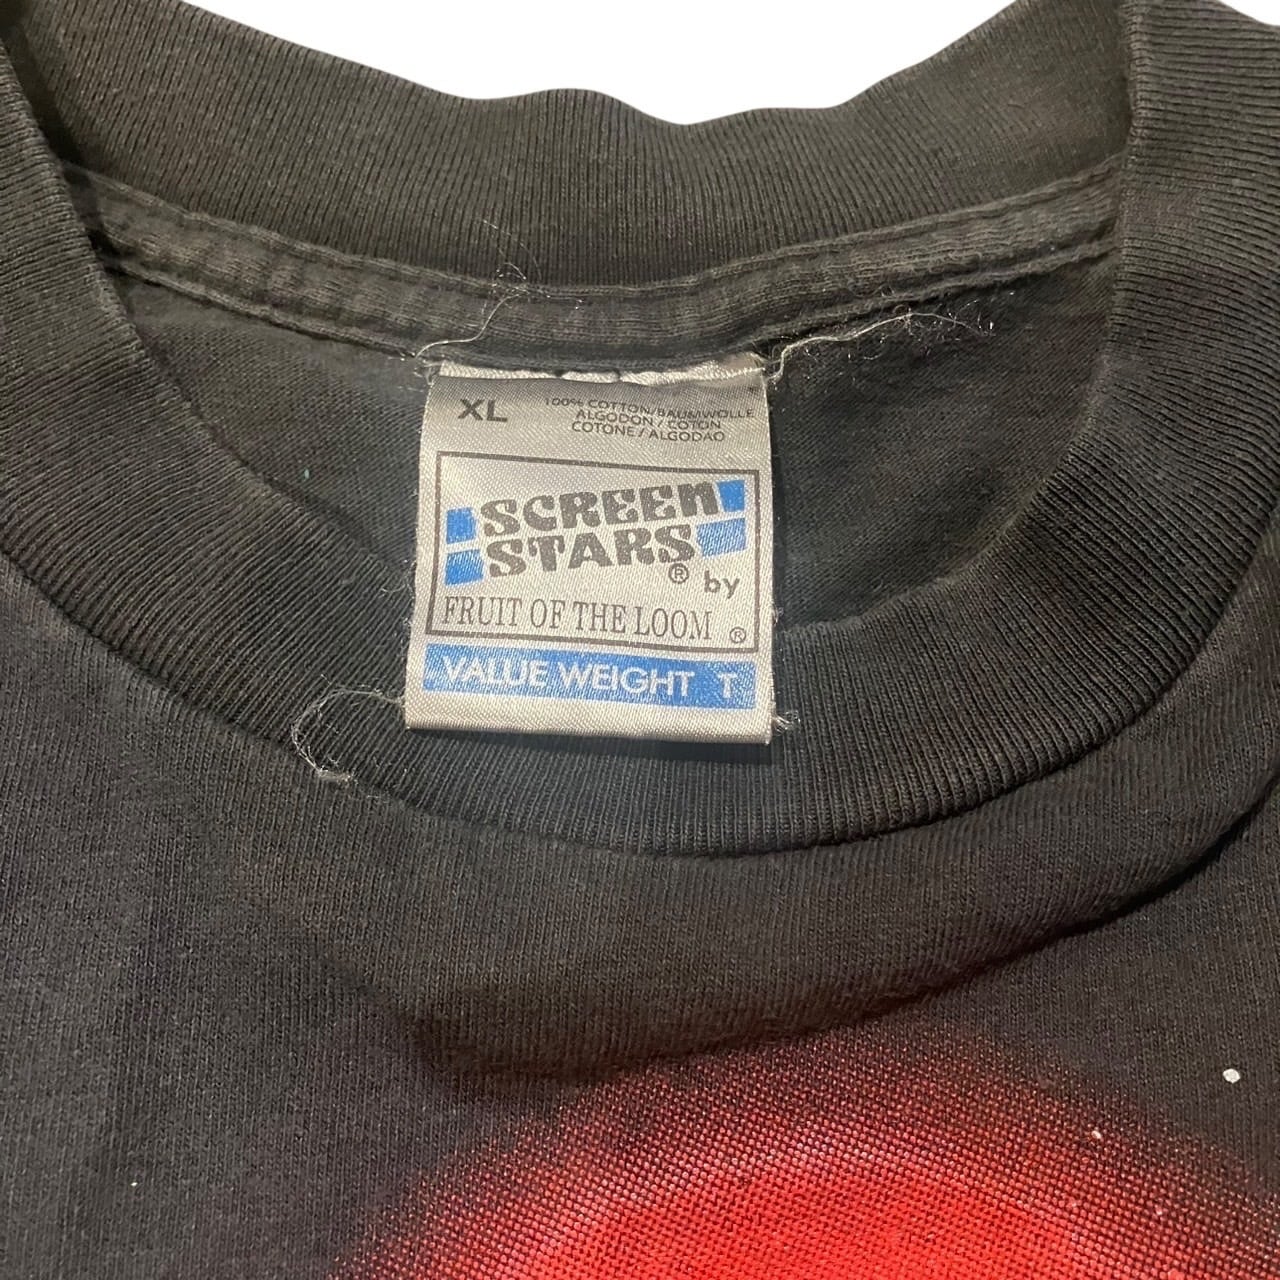 XL
100% COTTON/BAUMWOLLE
ALGODON / COTON
COTONE / ALGODAO
SCREEN
STARS® by
FRUIT OF THE LOOM ®
VALUE WEIGHT T